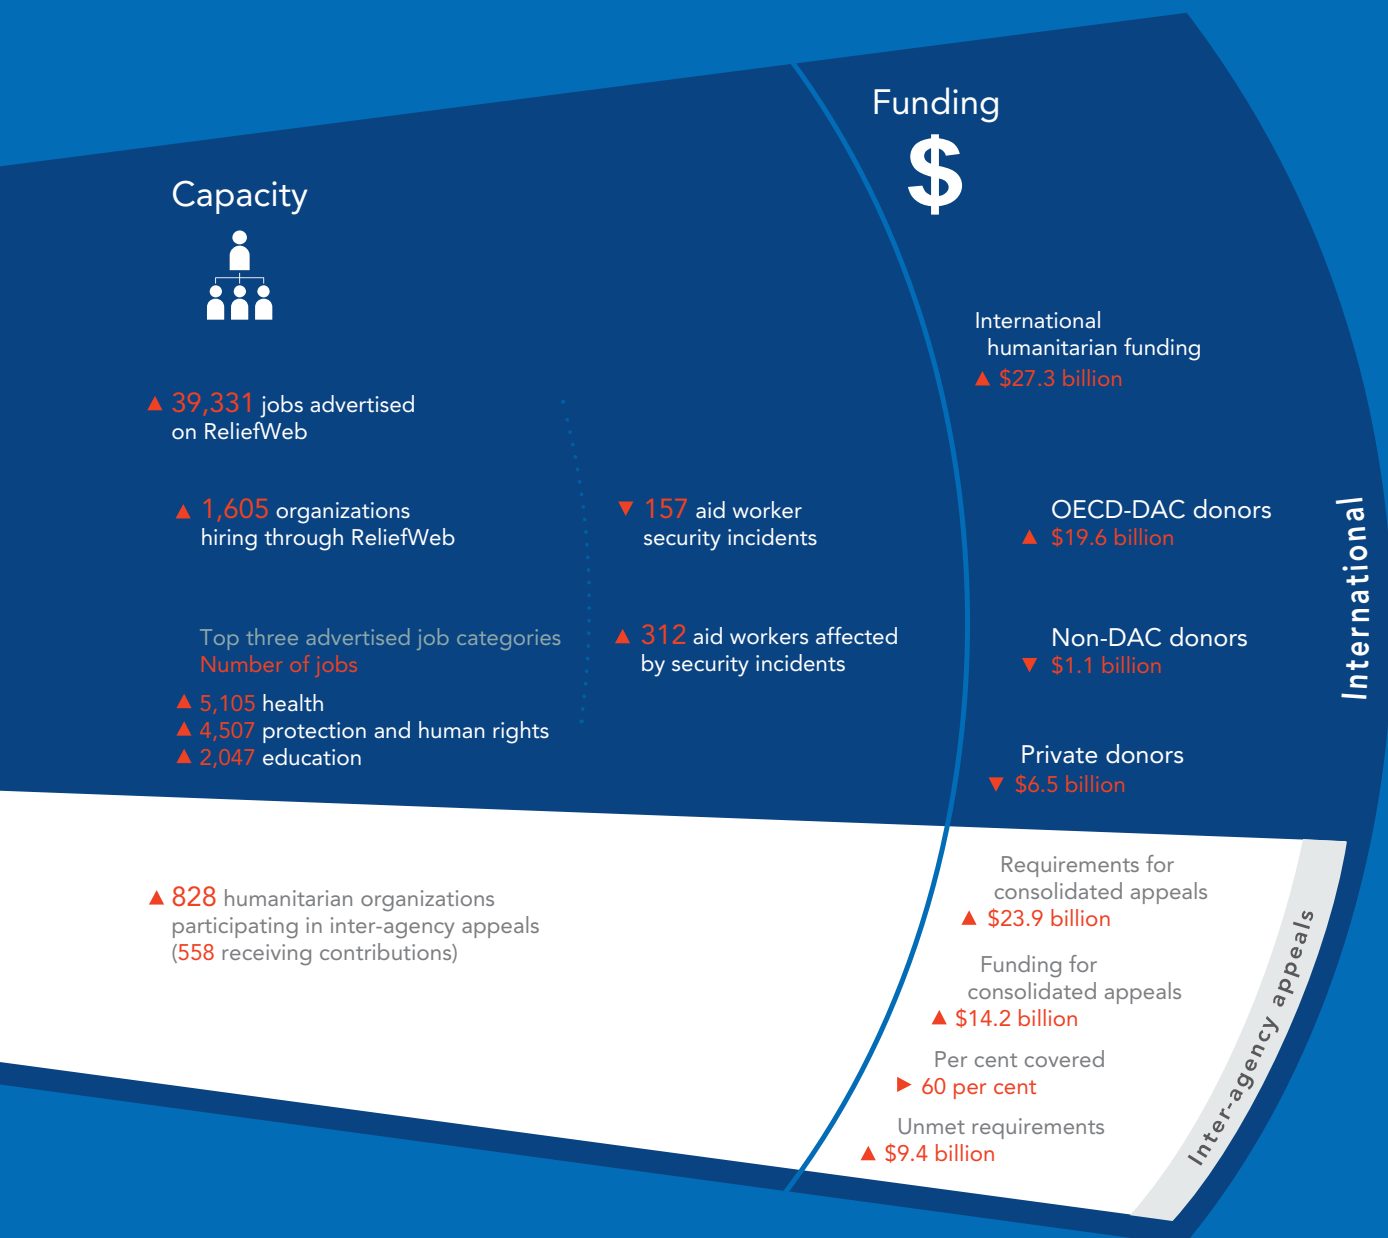 Capacity
▲ 39,331 jobs advertised
on ReliefWeb
▲ 1,605 organizations
hiring through ReliefWeb
Top three advertised job categories
Number of jobs
▲ 5,105 health
▲ 4,507 protection and human rights
▲ 2,047 education
▼ 157 aid worker
security incidents
▲ 312 aid workers affected
by security incidents
▲ 828 humanitarian organizations
participating in inter-agency appeals
(558 receiving contributions)
Funding
$
International
humanitarian funding
▲ $27.3 billion
OECD-DAC donors
▲ $19.6 billion
Non-DAC donors
▼ $1.1 billion
Private donors
▼ $6.5 billion
International
Requirements for
consolidated appeals
▲ $23.9 billion
Funding for
consolidated appeals
▲ $14.2 billion
Per cent covered
▶ 60 per cent
Unmet requirements
▲ $9.4 billion
Inter-agency appeals